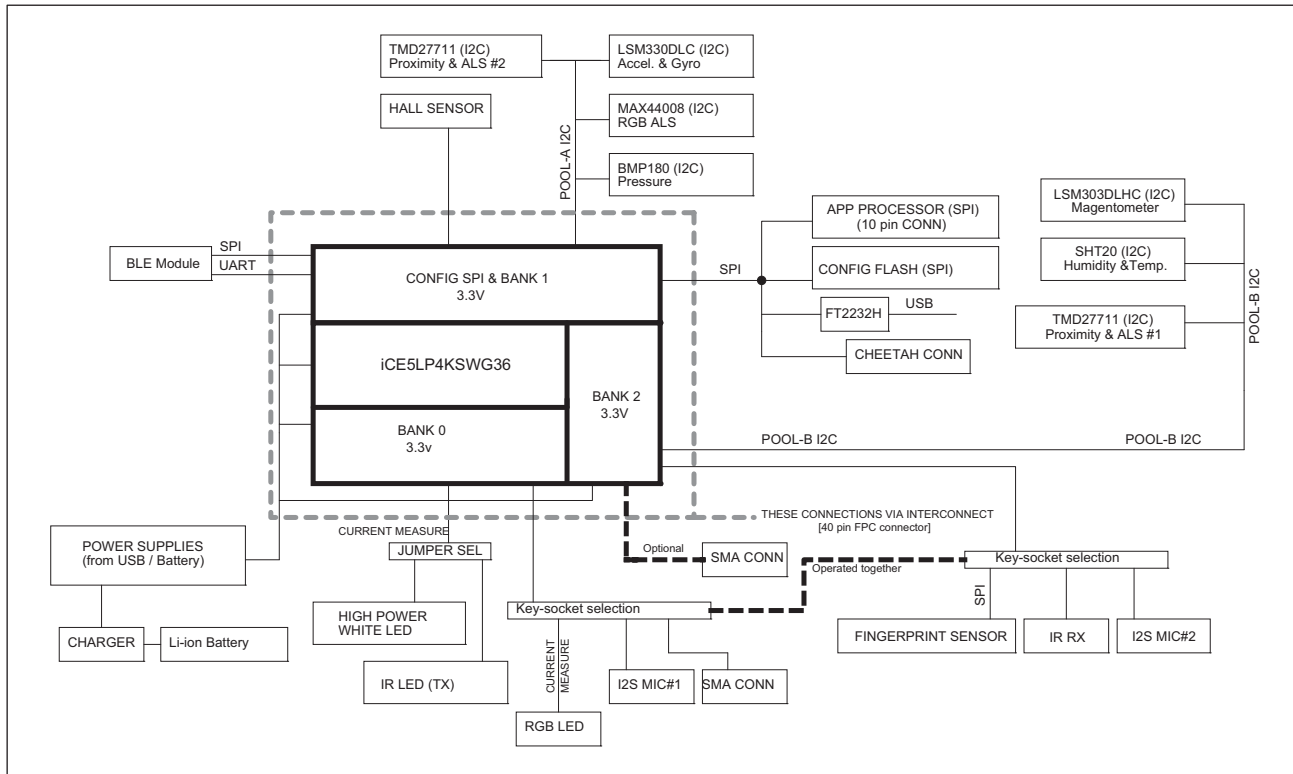 TMD27711 (I2C)
Proximity & ALS #2
LSM330DLC (I2C)
Accel. & Gyro
HALL SENSOR
MAX44008 (I2C)
RGB ALS
POOL-A I2C
BMP180 (I2C)
Pressure
APP PROCESSOR (SPI)
(10 pin CONN)
LSM303DLHC (I2C)
Magentometer
BLE Module
SPI
UART
CONFIG SPI & BANK 1
3.3V
SPI
CONFIG FLASH (SPI)
SHT20 (I2C)
Humidity &Temp.
FT2232H
USB
TMD27711 (I2C)
Proximity & ALS #1
POOL-B I2C
CHEETAH CONN
iCE5LP4KSWG36
BANK 2
3.3V
BANK 0
3.3v
POOL-B I2C
POOL-B I2C
THESE CONNECTIONS VIA INTERCONNECT
[40 pin FPC connector]
CURRENT MEASURE
POWER SUPPLIES
(from USB / Battery)
JUMPER SEL
Optional
SMA CONN
Operated together
Key-socket selection
HIGH POWER
WHITE LED
Key-socket selection
SPI
CHARGER
Li-ion Battery
FINGERPRINT SENSOR
IR RX
I2S MIC#2
IR LED (TX)
CURRENT
MEASURE
I2S MIC#1
SMA CONN
RGB LED